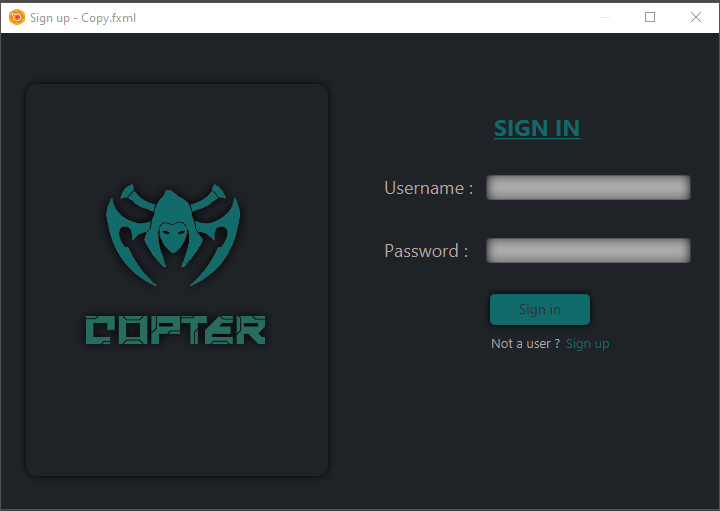 Sign up - Copy.fxml
COPTER
SIGN IN
Username :
Password :
Sign in
Not a user ? Sign up